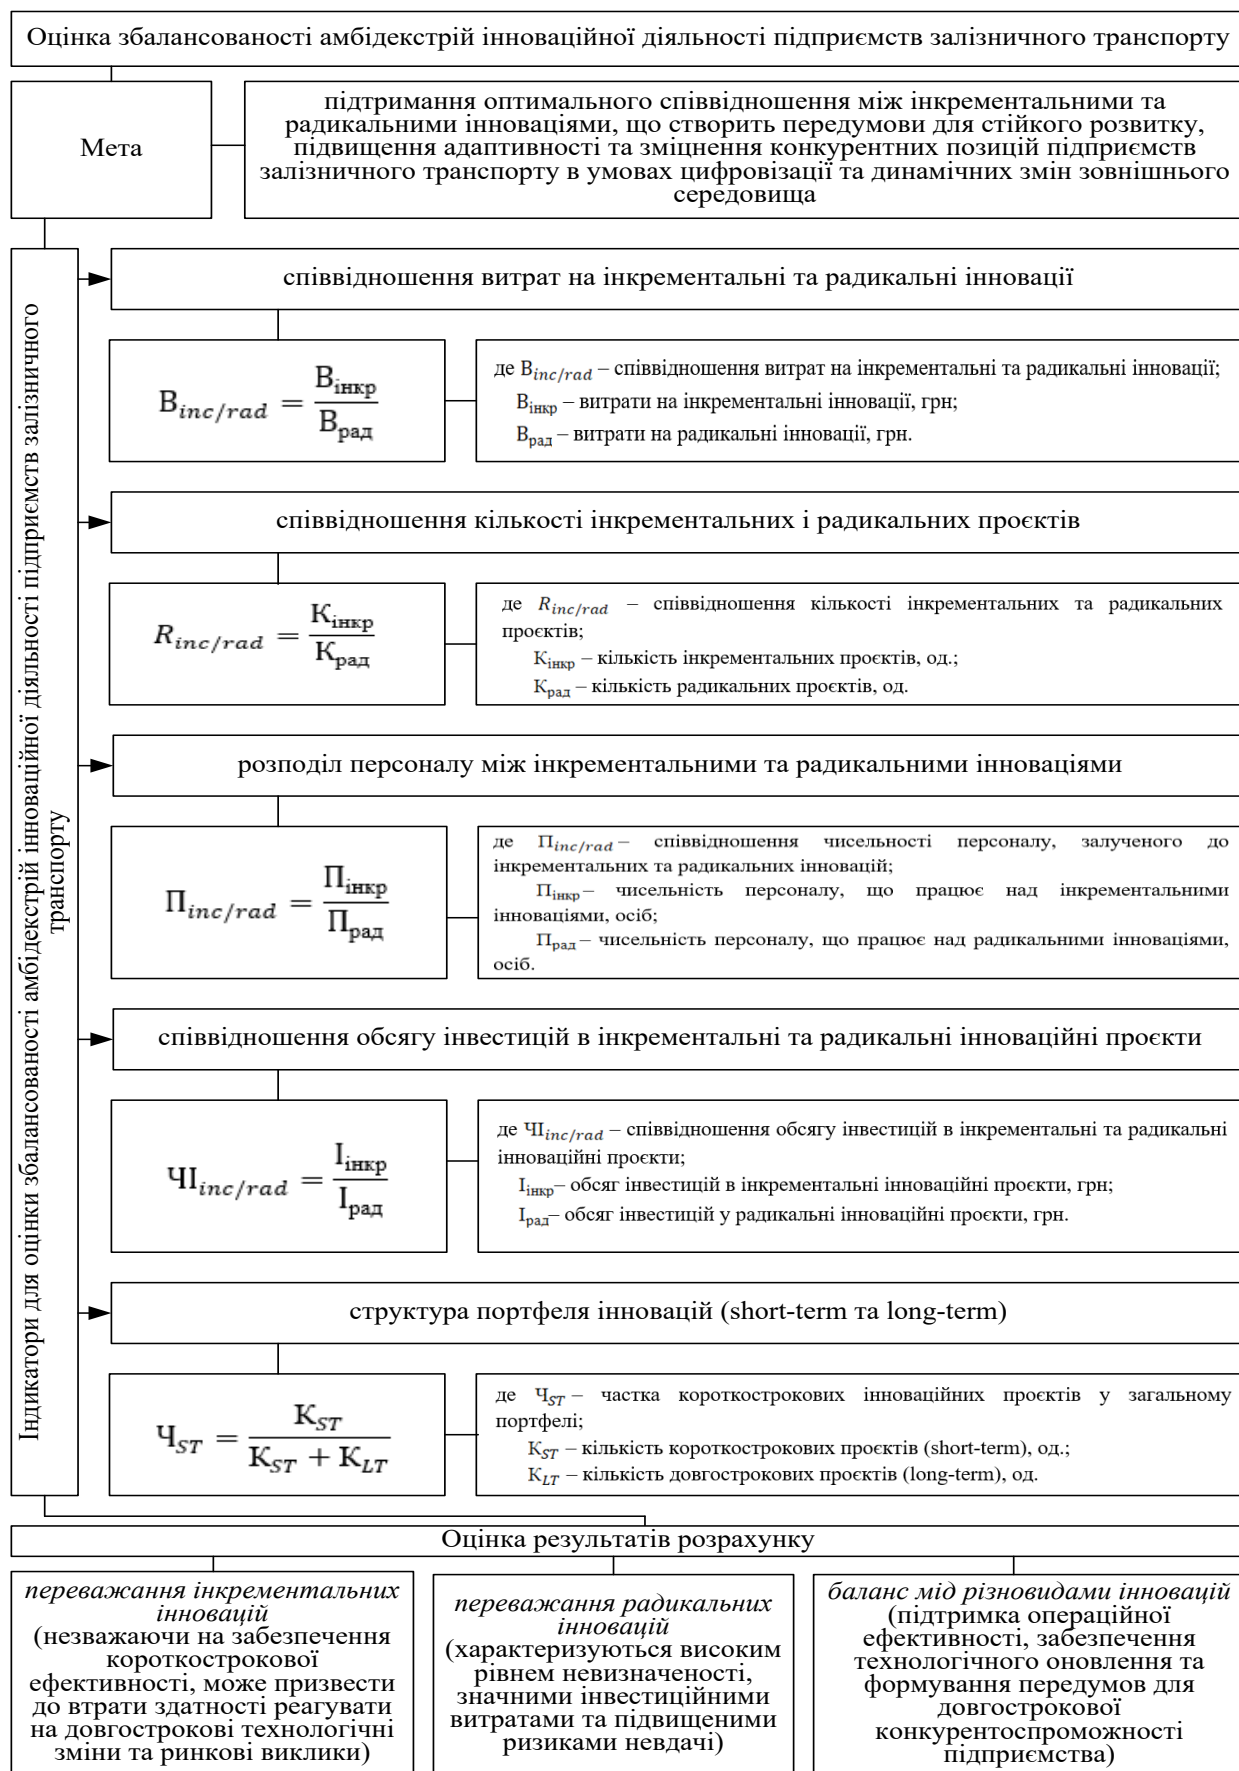 Оцінка збалансованості амбідекстрій інноваційної діяльності підприємств залізничного транспорту
Мета
підтримання оптимального співвідношення між інкрементальними та
радикальними інноваціями, що створить передумови для стійкого розвитку,
підвищення адаптивності та зміцнення конкурентних позицій підприємств
залізничного транспорту в умовах цифровізації та динамічних змін зовнішнього
середовища
Індикатори для оцінки збалансованості амбідекстрій інноваційної діяльності підприємств залізничного
транспорту
співвідношення витрат на інкрементальні та радикальні інновації
В_{inc/rad} = В_{інкр} / В_{рад}
де В_{inc/rad} – співвідношення витрат на інкрементальні та радикальні інновації;
В_{інкр} – витрати на інкрементальні інновації, грн;
В_{рад} – витрати на радикальні інновації, грн.
співвідношення кількості інкрементальних і радикальних проєктів
R_{inc/rad} = К_{інкр} / К_{рад}
де R_{inc/rad} – співвідношення кількості інкрементальних та радикальних
проєктів;
К_{інкр} – кількість інкрементальних проєктів, од.;
К_{рад} – кількість радикальних проєктів, од.
розподіл персоналу між інкрементальними та радикальними інноваціями
П_{inc/rad} = П_{інкр} / П_{рад}
де П_{inc/rad} – співвідношення чисельності персоналу, залученого до
інкрементальних та радикальних інновацій;
П_{інкр} – чисельність персоналу, що працює над інкрементальними
інноваціями, осіб;
П_{рад} – чисельність персоналу, що працює над радикальними інноваціями,
осіб.
співвідношення обсягу інвестицій в інкрементальні та радикальні інноваційні проєкти
ЧІ_{inc/rad} = І_{інкр} / І_{рад}
де ЧІ_{inc/rad} – співвідношення обсягу інвестицій в інкрементальні та радикальні
інноваційні проєкти;
І_{інкр} – обсяг інвестицій в інкрементальні інноваційні проєкти, грн;
І_{рад} – обсяг інвестицій у радикальні інноваційні проєкти, грн.
структура портфеля інновацій (short-term та long-term)
Ч_{ST} = К_{ST} / (К_{ST} + К_{LT})
де Ч_{ST} – частка короткострокових інноваційних проєктів у загальному
портфелі;
К_{ST} – кількість короткострокових проєктів (short-term), од.;
К_{LT} – кількість довгострокових проєктів (long-term), од.
Оцінка результатів розрахунку
переважання інкрементальних
інновацій
(незважаючи на забезпечення
короткострокової
ефективності, може призвести
до втрати здатності реагувати
на довгострокові технологічні
зміни та ринкові виклики)
переважання радикальних
інновацій
(характеризуються високим
рівнем невизначеності,
значними інвестиційними
витратами та підвищеними
ризиками невдачі)
баланс мід різновидами інновацій
(підтримка операційної
ефективності, забезпечення
технологічного оновлення та
формування передумов для
довгострокової
конкурентоспроможності
підприємства)